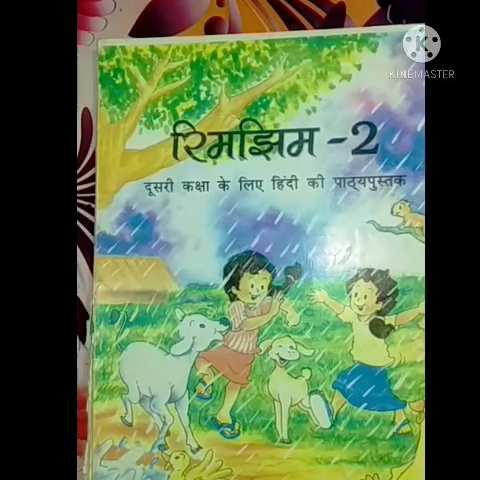 K
KINEMASTER
रिमझिम -2
दूसरी कक्षा के लिए हिंदी की पाठ्यपुस्तक